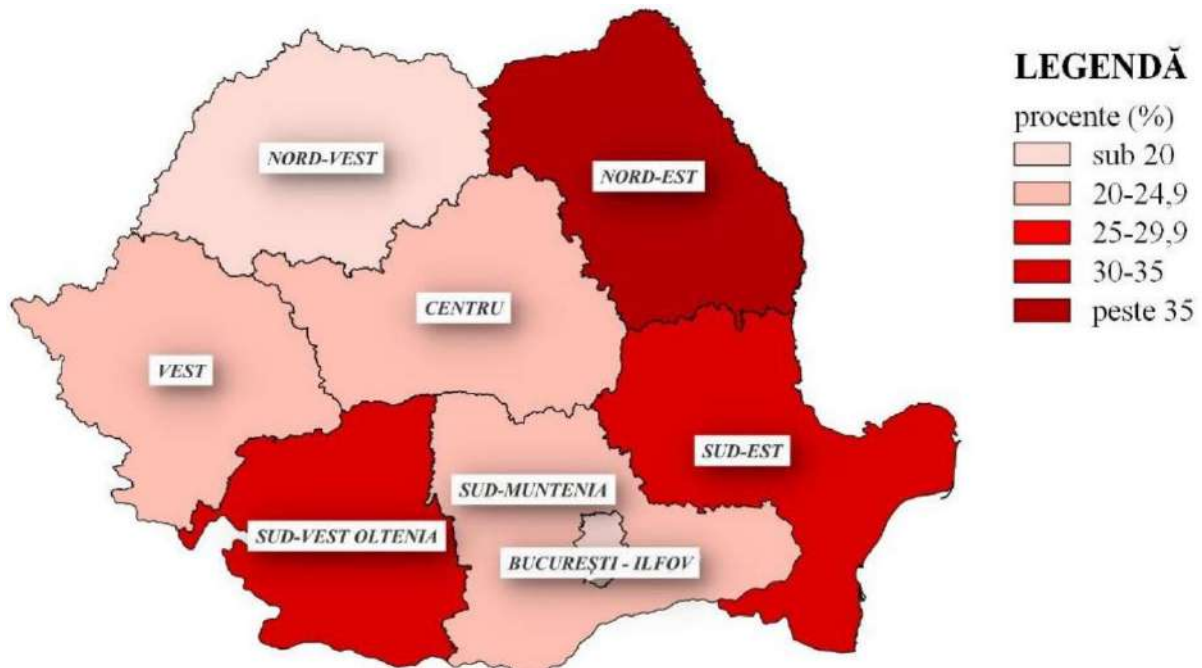 LEGENDĂ
procente (%)
sub 20
20-24,9
25-29,9
30-35
peste 35
NORD-VEST
NORD-EST
CENTRU
VEST
SUD-EST
SUD-MUNTENIA
SUD-VEST OLTENIA
BUCUREȘTI - ILFOV